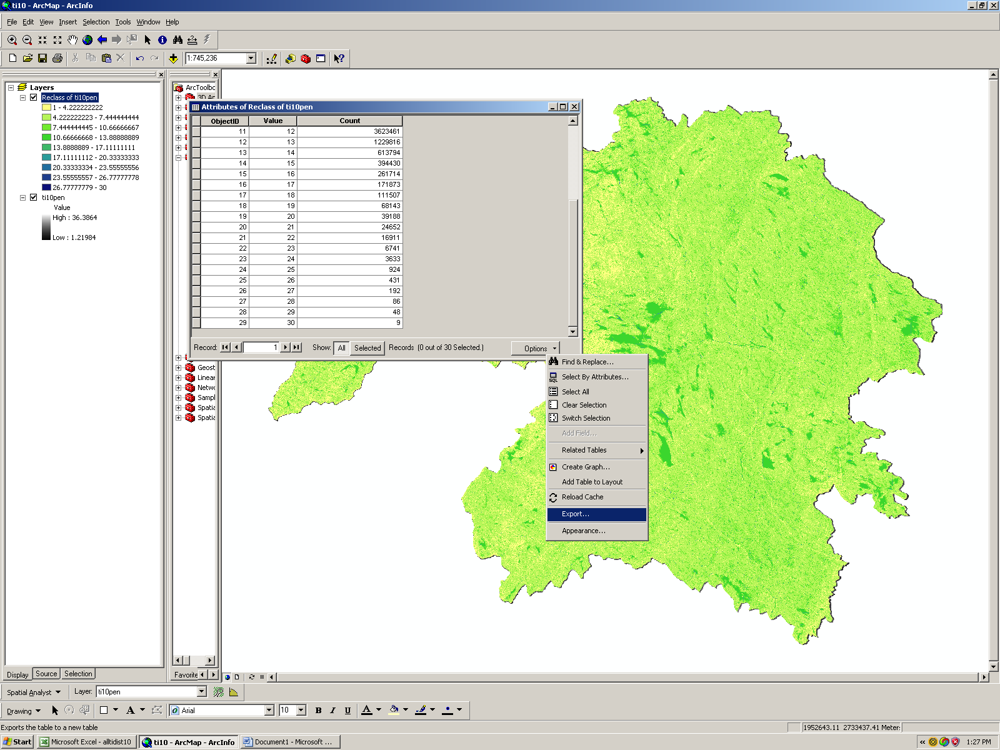 ti10 - ArcMap - ArcInfo
File Edit View Insert Selection Tools Window Help
1:745,236
Layers
Reclass of ti10pen
1 - 4.222222222
4.222222223 - 7.444444444
7.444444445 - 10.66666667
10.66666668 - 13.88888889
13.8888889 - 17.11111111
17.11111112 - 20.33333333
20.33333334 - 23.55555556
23.55555557 - 26.77777778
26.77777779 - 30
ti10pen
Value
High : 36.3864
Low : 1.21984
Display Source Selection
ArcToolbo
3D An
Geost
Linear
Netwo
Sampl
Spatia
Spatia
Favorite
Attributes of Reclass of ti10pen
ObjectID Value Count
11 12 3623461
12 13 1229816
13 14 613794
14 15 394430
15 16 261714
16 17 171873
17 18 111507
18 19 68143
19 20 39188
20 21 24652
21 22 16911
22 23 6741
23 24 3633
24 25 924
25 26 431
26 27 192
27 28 86
28 29 48
29 30 9
Record: 1 Show: All Selected Records (0 out of 30 Selected.) Options
Find & Replace...
SQL Select By Attributes...
Select All
Clear Selection
Switch Selection
Add Field...
Related Tables
Create Graph...
Add Table to Layout
Reload Cache
Export...
Appearance...
Spatial Analyst Layer: ti10pen
Drawing A Arial 10 B I U A
Exports the table to a new table 1952643.11 2733437.41 Meters
Start Microsoft Excel - alltidist10 ti10 - ArcMap - ArcInfo Document1 - Microsoft ... 1:27 PM